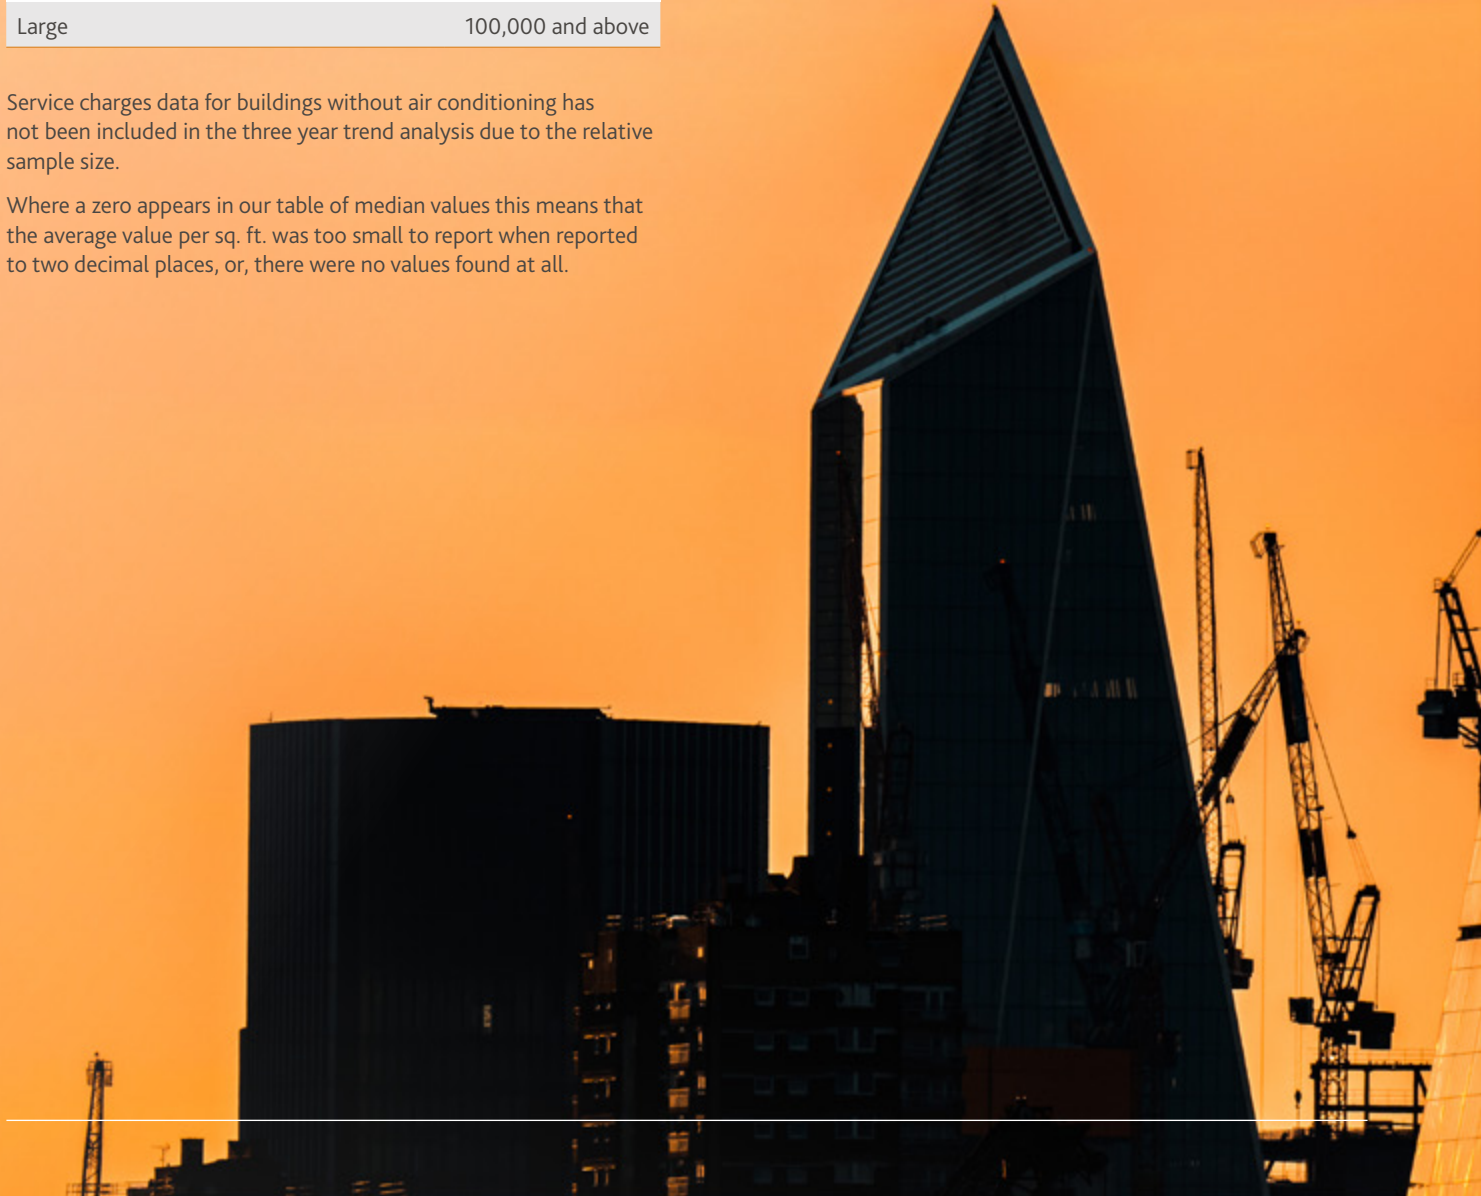 Large 100,000 and above
Service charges data for buildings without air conditioning has
not been included in the three year trend analysis due to the relative
sample size.
Where a zero appears in our table of median values this means that
the average value per sq. ft. was too small to report when reported
to two decimal places, or, there were no values found at all.